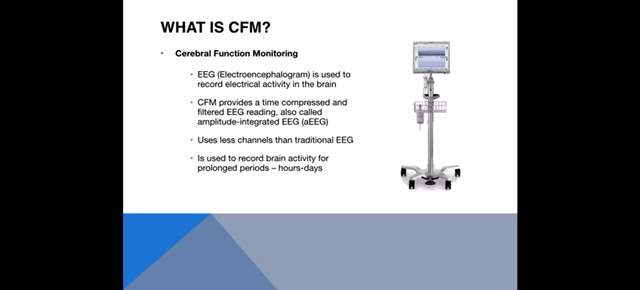 WHAT IS CFM?
• Cerebral Function Monitoring
• EEG (Electroencephalogram) is used to
record electrical activity in the brain
• CFM provides a time compressed and
filtered EEG reading, also called
amplitude-integrated EEG (aEEG)
• Uses less channels than traditional EEG
• Is used to record brain activity for
prolonged periods – hours-days